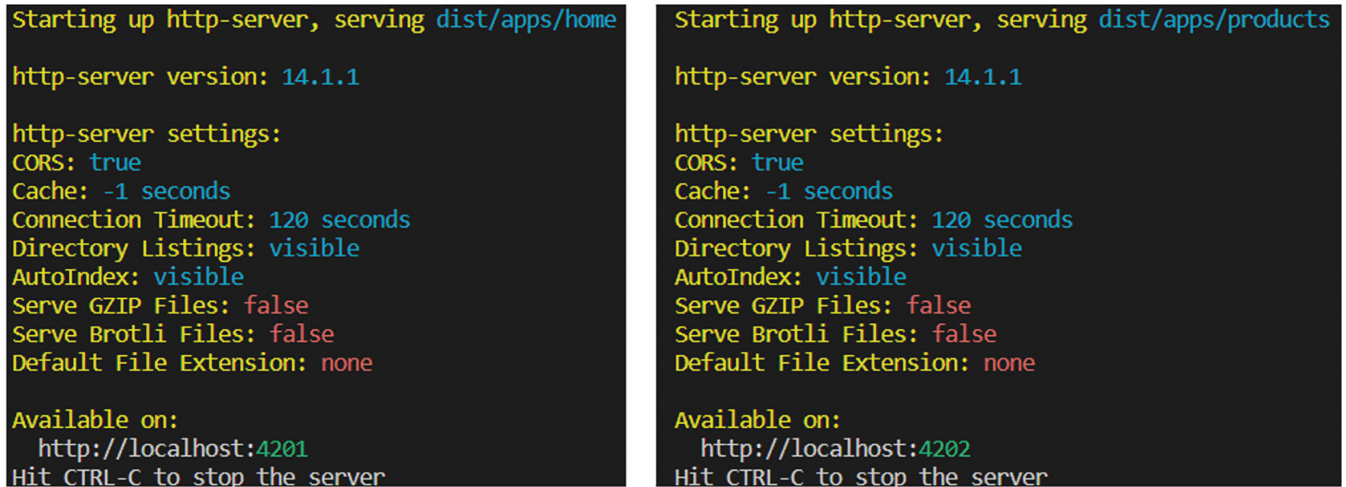 Starting up http-server, serving dist/apps/home
http-server version: 14.1.1
http-server settings:
CORS: true
Cache: -1 seconds
Connection Timeout: 120 seconds
Directory Listings: visible
AutoIndex: visible
Serve GZIP Files: false
Serve Brotli Files: false
Default File Extension: none
Available on:
http://localhost:4201
Hit CTRL-C to stop the server
Starting up http-server, serving dist/apps/products
http-server version: 14.1.1
http-server settings:
CORS: true
Cache: -1 seconds
Connection Timeout: 120 seconds
Directory Listings: visible
AutoIndex: visible
Serve GZIP Files: false
Serve Brotli Files: false
Default File Extension: none
Available on:
http://localhost:4202
Hit CTRL-C to stop the server